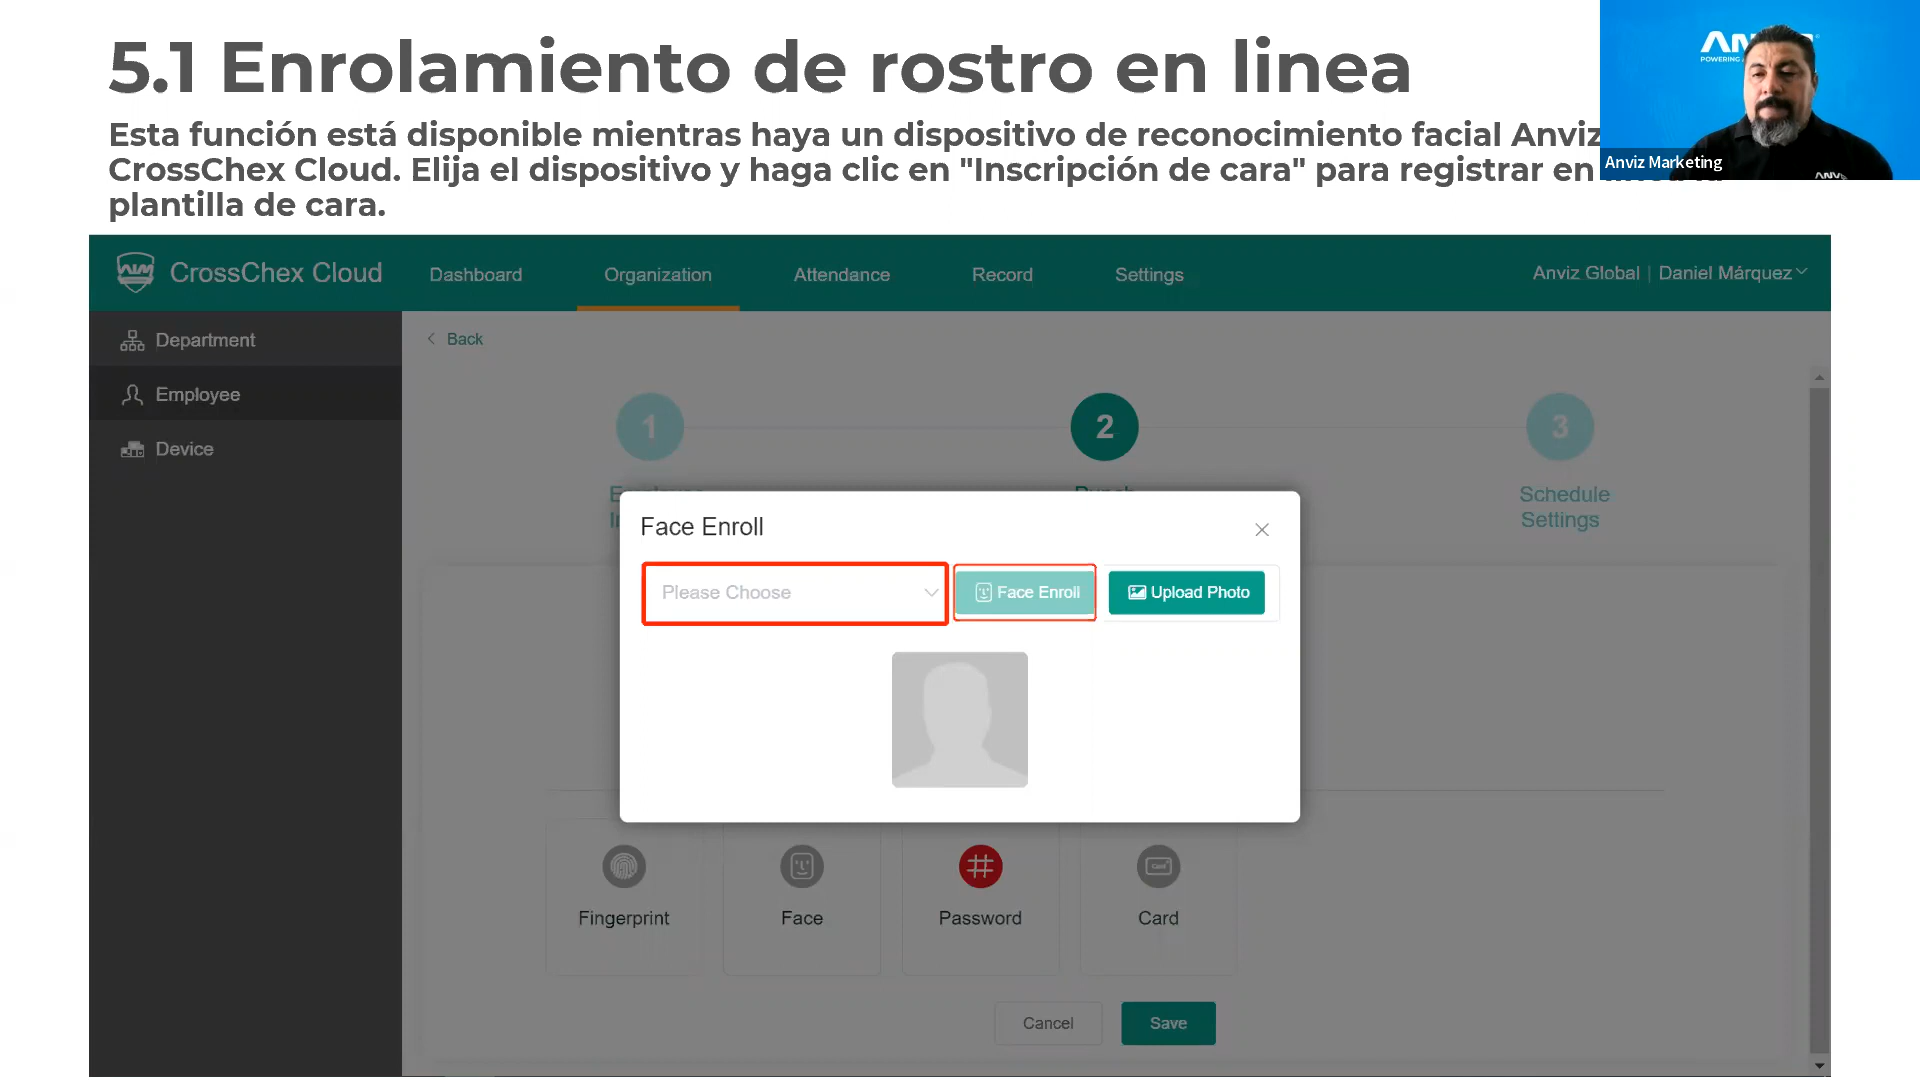 5.1 Enrolamiento de rostro en linea
Esta función está disponible mientras haya un dispositivo de reconocimiento facial Anviz
CrossChex Cloud. Elija el dispositivo y haga clic en "Inscripción de cara" para registrar en
plantilla de cara.
POWERING
Anviz Marketing
CrossChex Cloud
Dashboard
Organization
Attendance
Record
Settings
Anviz Global | Daniel Márquez
Department
Employee
Device
Back
1
2
3
Schedule
Settings
Face Enroll
Please Choose
Face Enroll
Upload Photo
Fingerprint
Face
Password
Card
Cancel
Save